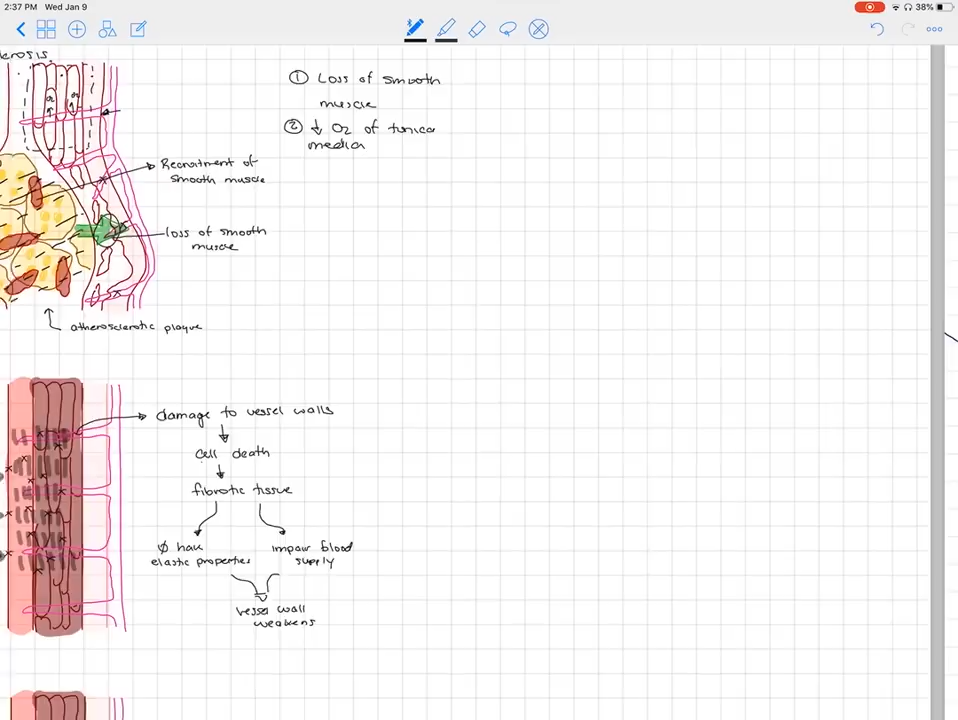 2:37 PM Wed Jan 9
38%
erosis.
① Loss of smooth
muscle
② ↓ O2 of tunica
media
Recruitment of
smooth muscle
loss of smooth
muscle
atherosclerotic plaque
damage to vessel walls
cell death
fibrotic tissue
Ø have
elastic properties
impair blood
supply
vessel wall
weakens